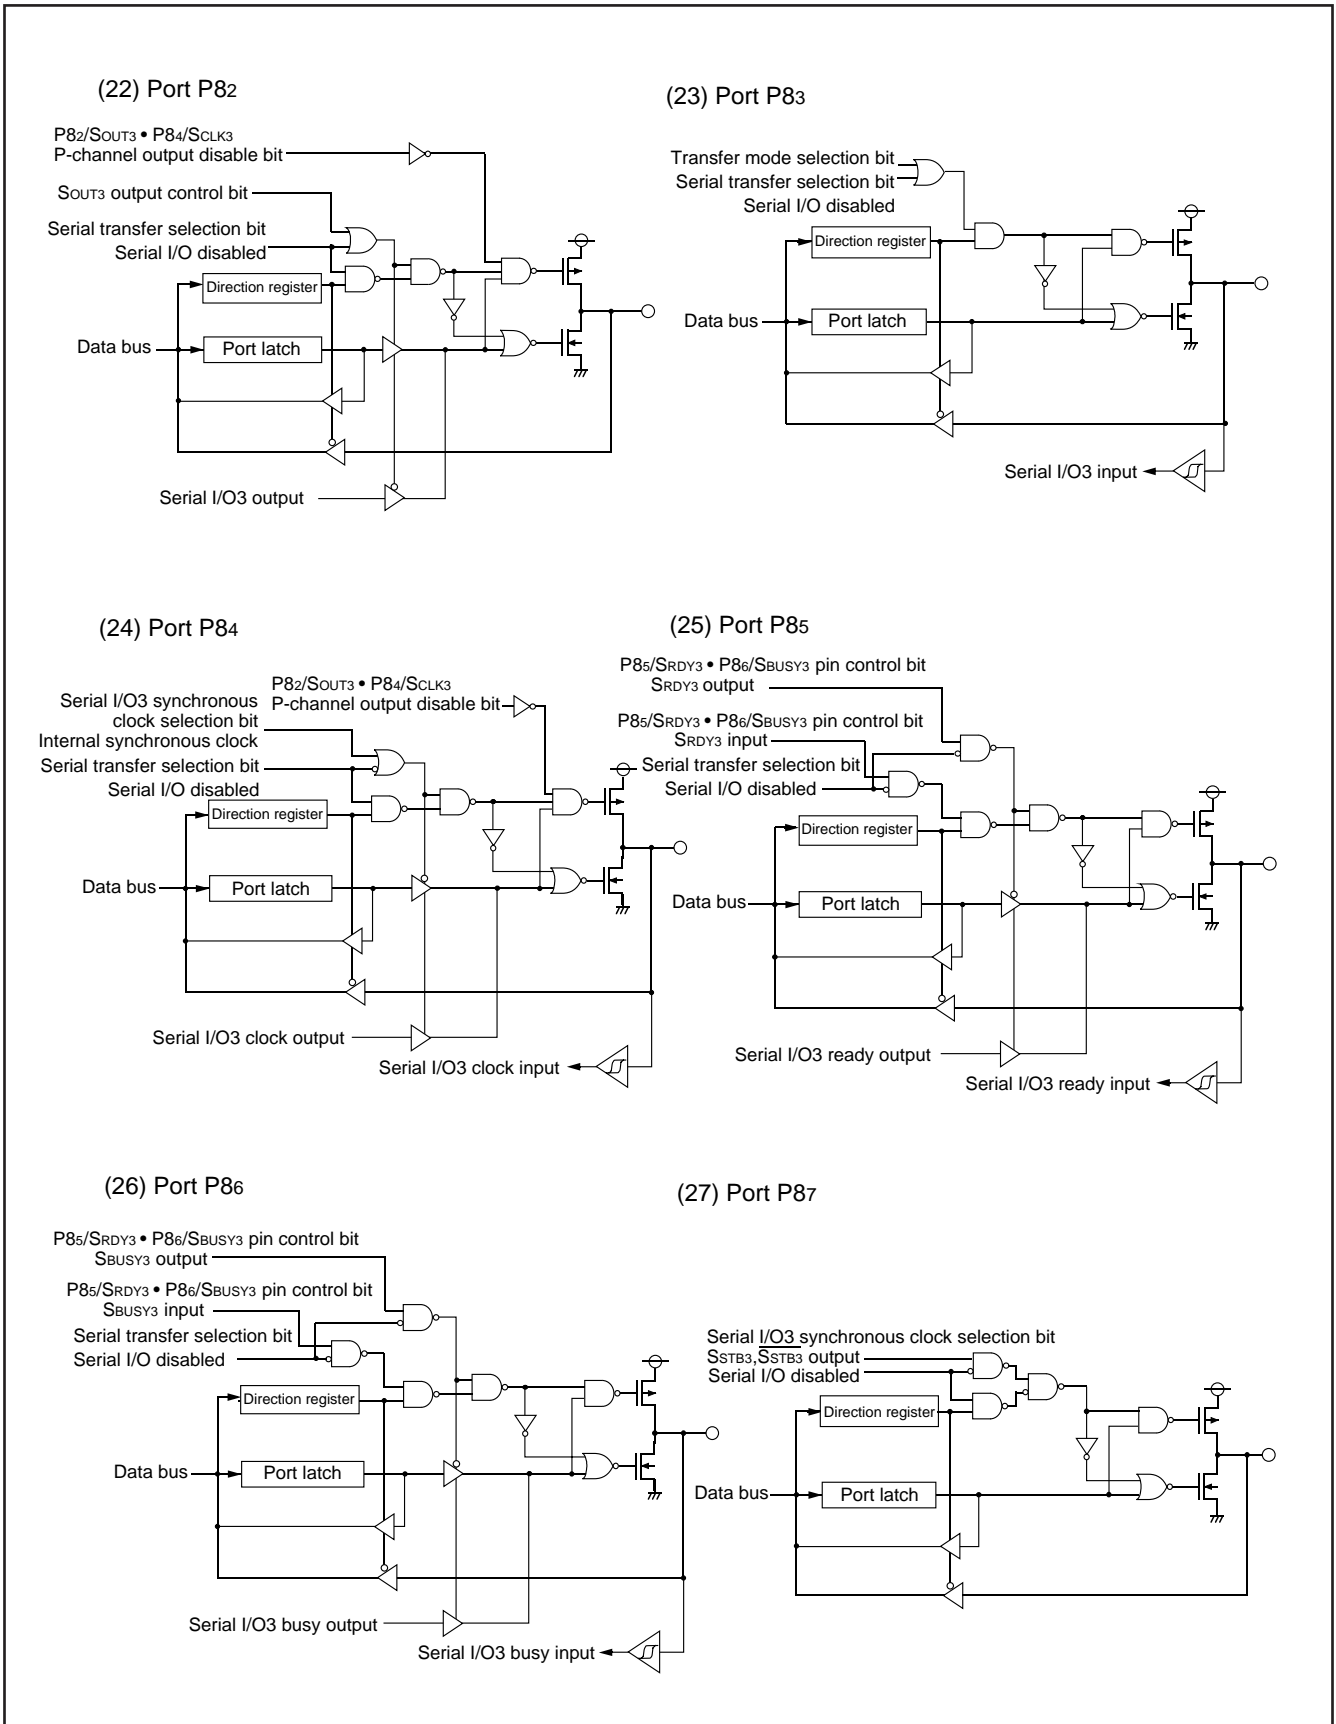 (22) Port P82
P82/SOUT3 • P84/SCLK3
P-channel output disable bit
SOUT3 output control bit
Serial transfer selection bit
Serial I/O disabled
Direction register
Data bus
Port latch
Serial I/O3 output
(23) Port P83
Transfer mode selection bit
Serial transfer selection bit
Serial I/O disabled
Direction register
Data bus
Port latch
Serial I/O3 input
(24) Port P84
P82/SOUT3 • P84/SCLK3
P-channel output disable bit
Serial I/O3 synchronous
clock selection bit
Internal synchronous clock
Serial transfer selection bit
Serial I/O disabled
Direction register
Data bus
Port latch
Serial I/O3 clock output
Serial I/O3 clock input
(25) Port P85
P85/SRDY3 • P86/SBUSY3 pin control bit
SRDY3 output
P85/SRDY3 • P86/SBUSY3 pin control bit
SRDY3 input
Serial transfer selection bit
Serial I/O disabled
Direction register
Data bus
Port latch
Serial I/O3 ready output
Serial I/O3 ready input
(26) Port P86
P85/SRDY3 • P86/SBUSY3 pin control bit
SBUSY3 output
P85/SRDY3 • P86/SBUSY3 pin control bit
SBUSY3 input
Serial transfer selection bit
Serial I/O disabled
Direction register
Data bus
Port latch
Serial I/O3 busy output
Serial I/O3 busy input
(27) Port P87
Serial I/O3 synchronous clock selection bit
SSTB3,S̅S̅T̅B̅3̅ output
Serial I/O disabled
Direction register
Data bus
Port latch